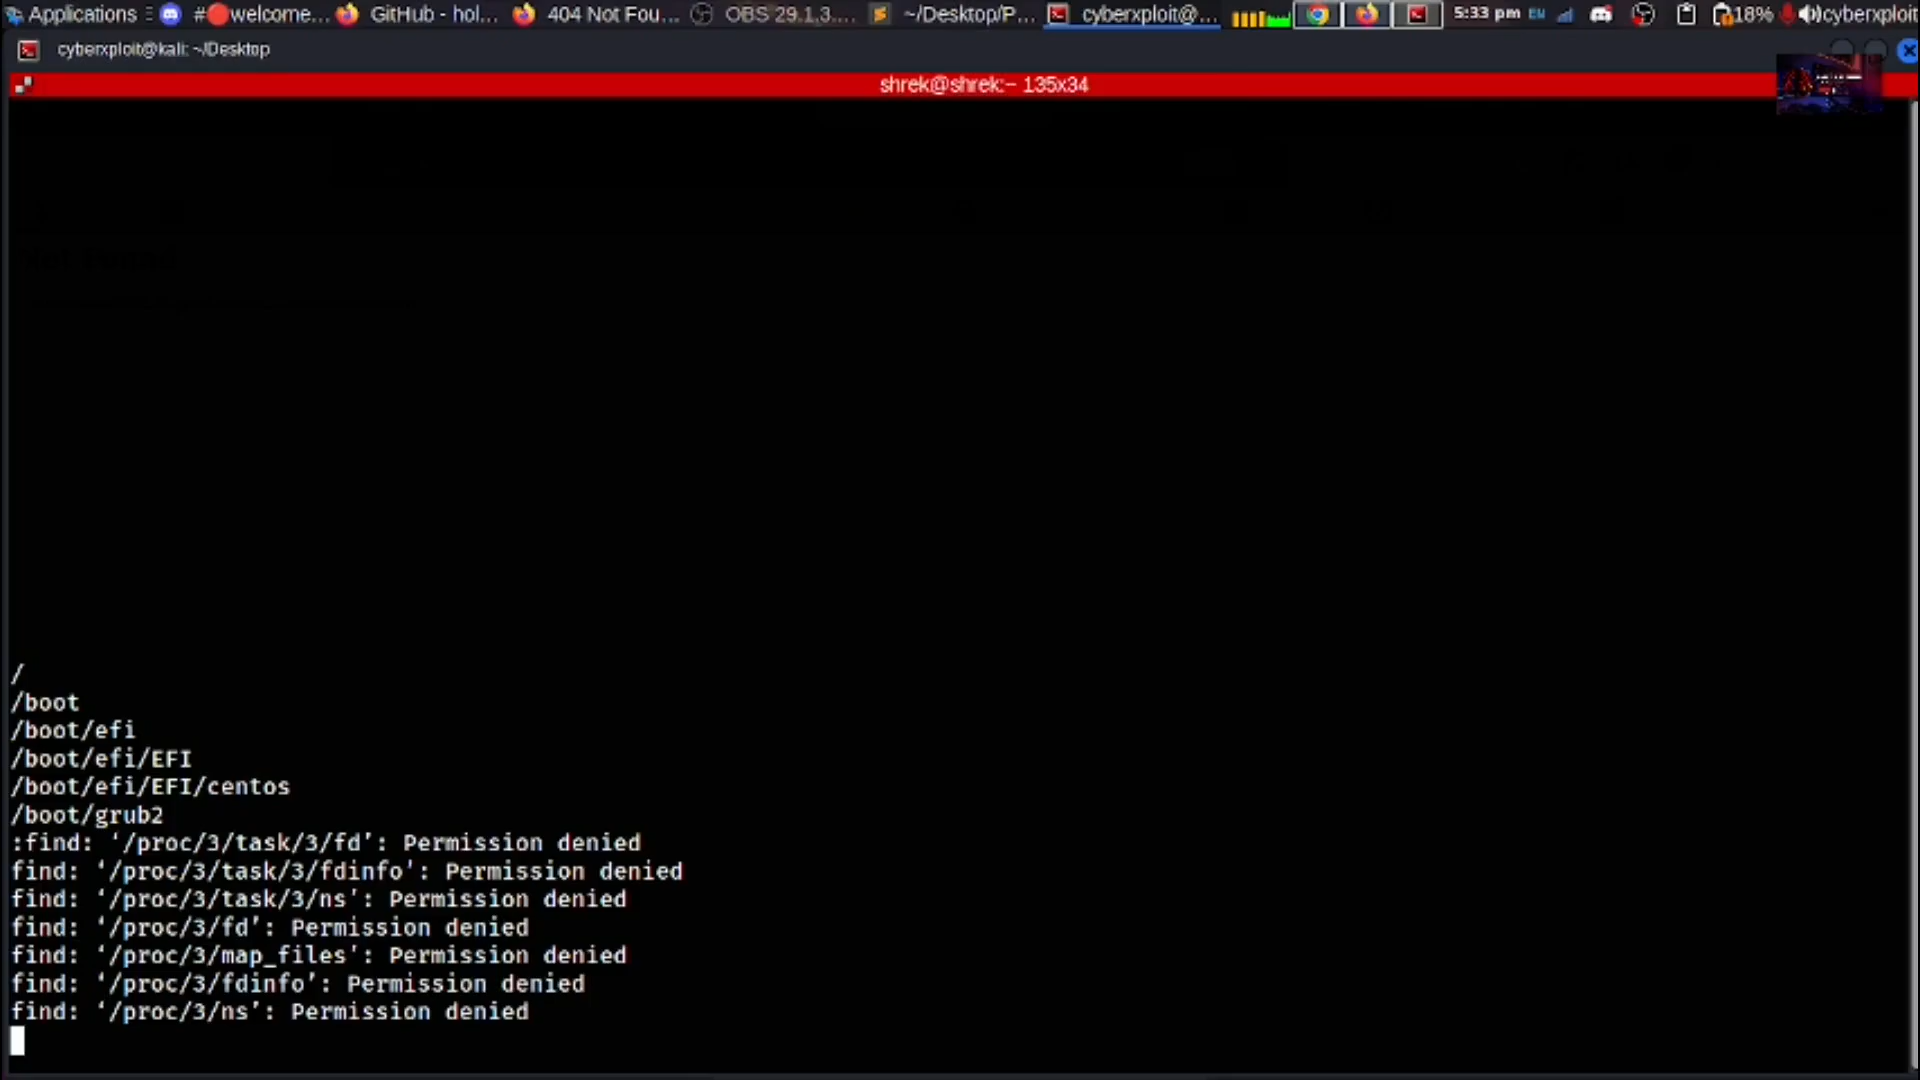 Applications #welcome... GitHub - hol... 404 Not Fou... OBS 29.1.3.... ~/Desktop/P... cyberxploit@... 5:33 pm EN 18% cyberxploit
cyberxploit@kali: ~/Desktop
shrek@shrek:~ 135x34
/
/boot
/boot/efi
/boot/efi/EFI
/boot/efi/EFI/centos
/boot/grub2
:find: ‘/proc/3/task/3/fd’: Permission denied
find: ‘/proc/3/task/3/fdinfo’: Permission denied
find: ‘/proc/3/task/3/ns’: Permission denied
find: ‘/proc/3/fd’: Permission denied
find: ‘/proc/3/map_files’: Permission denied
find: ‘/proc/3/fdinfo’: Permission denied
find: ‘/proc/3/ns’: Permission denied